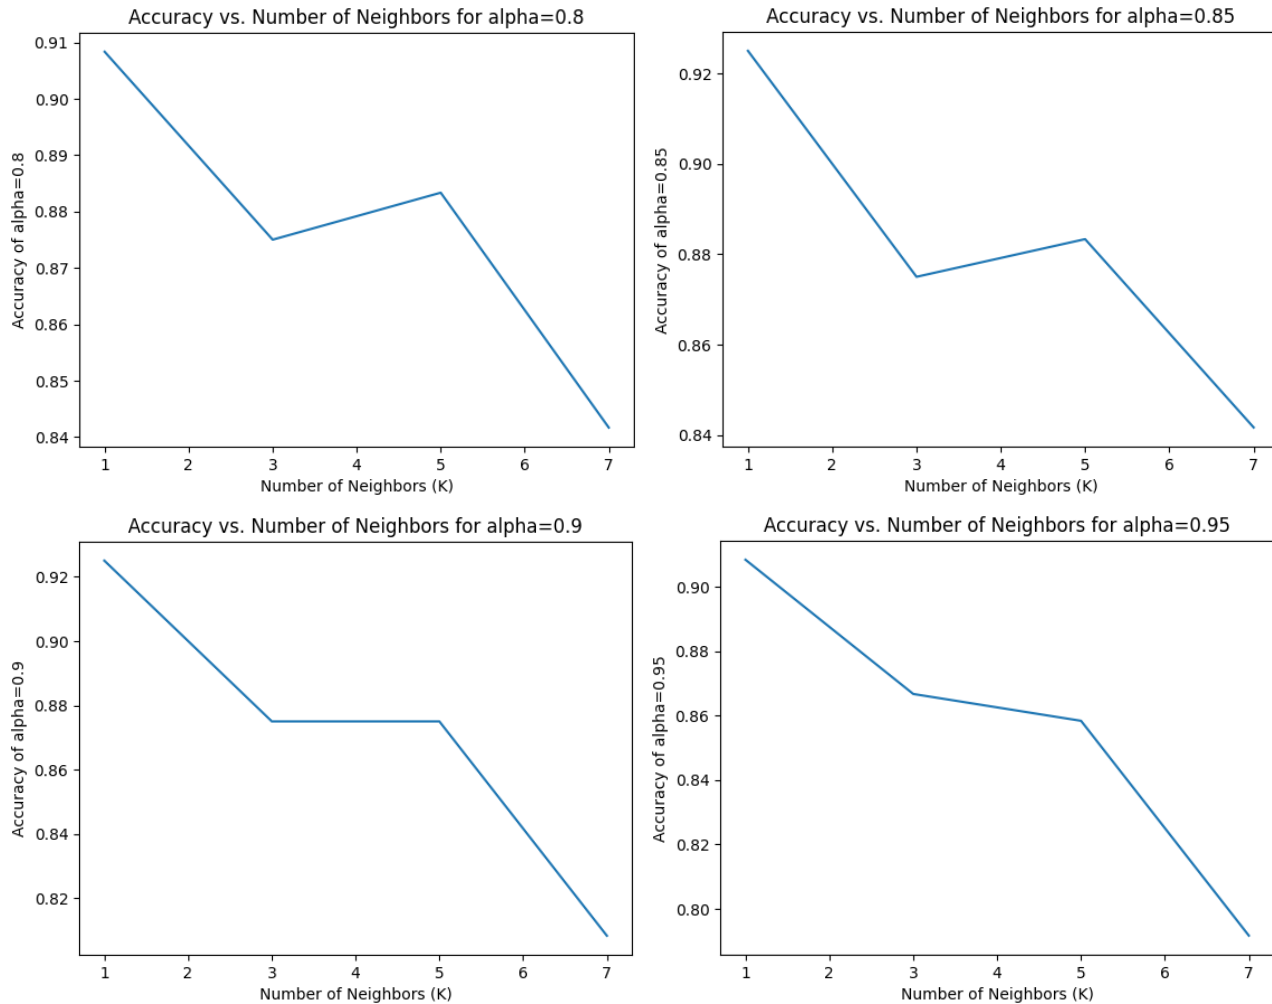 Accuracy vs. Number of Neighbors for alpha=0.8
0.91
0.90
0.89
0.88
0.87
0.86
0.85
0.84
Accuracy of alpha=0.8
1 2 3 4 5 6 7
Number of Neighbors (K)
Accuracy vs. Number of Neighbors for alpha=0.85
0.92
0.90
0.88
0.86
0.84
Accuracy of alpha=0.85
1 2 3 4 5 6 7
Number of Neighbors (K)
Accuracy vs. Number of Neighbors for alpha=0.9
0.92
0.90
0.88
0.86
0.84
0.82
Accuracy of alpha=0.9
1 2 3 4 5 6 7
Number of Neighbors (K)
Accuracy vs. Number of Neighbors for alpha=0.95
0.90
0.88
0.86
0.84
0.82
0.80
Accuracy of alpha=0.95
1 2 3 4 5 6 7
Number of Neighbors (K)